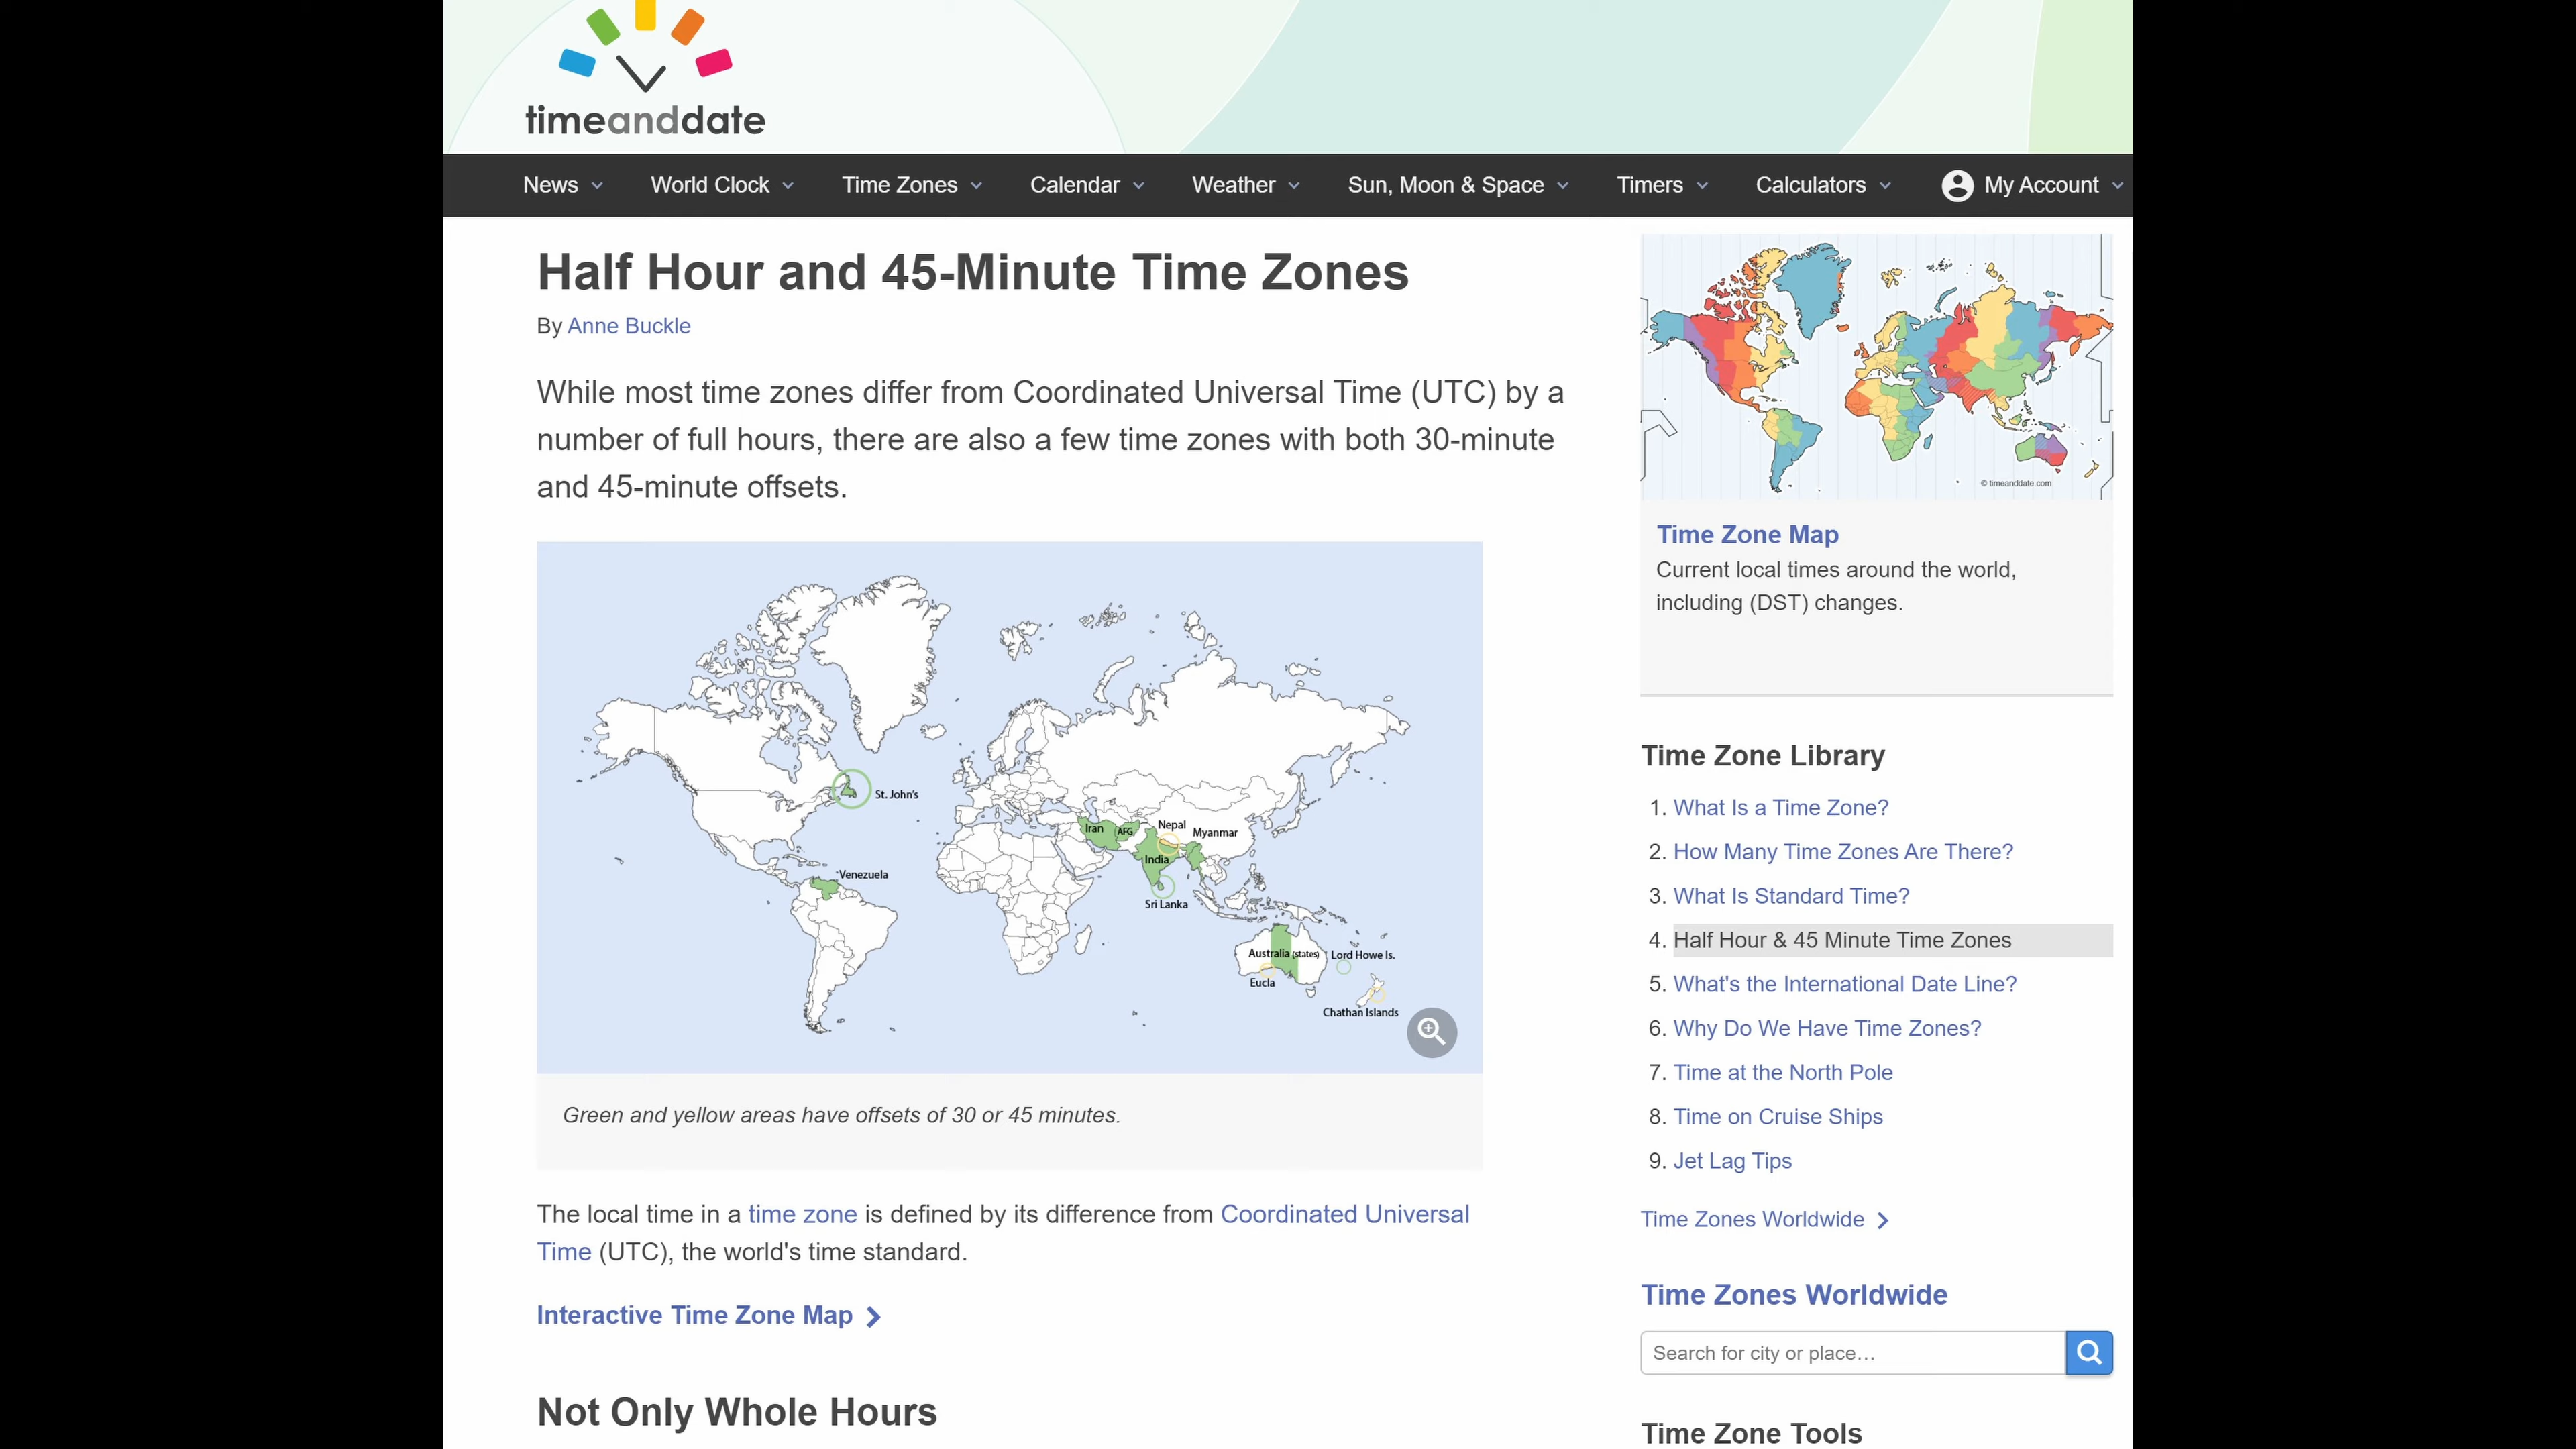 timeanddate
News
World Clock
Time Zones
Calendar
Weather
Sun, Moon & Space
Timers
Calculators
My Account
Half Hour and 45-Minute Time Zones
By Anne Buckle
While most time zones differ from Coordinated Universal Time (UTC) by a
number of full hours, there are also a few time zones with both 30-minute
and 45-minute offsets.
St. John's
Venezuela
Iran
AFG.
Nepal
Myanmar
India
Sri Lanka
Australia (states)
Lord Howe Is.
Eucla
Chathan Islands
Green and yellow areas have offsets of 30 or 45 minutes.
The local time in a time zone is defined by its difference from Coordinated Universal
Time (UTC), the world's time standard.
Interactive Time Zone Map
Not Only Whole Hours
© timeanddate.com
Time Zone Map
Current local times around the world,
including (DST) changes.
Time Zone Library
1. What Is a Time Zone?
2. How Many Time Zones Are There?
3. What Is Standard Time?
4. Half Hour & 45 Minute Time Zones
5. What's the International Date Line?
6. Why Do We Have Time Zones?
7. Time at the North Pole
8. Time on Cruise Ships
9. Jet Lag Tips
Time Zones Worldwide
Time Zones Worldwide
Search for city or place…
Time Zone Tools